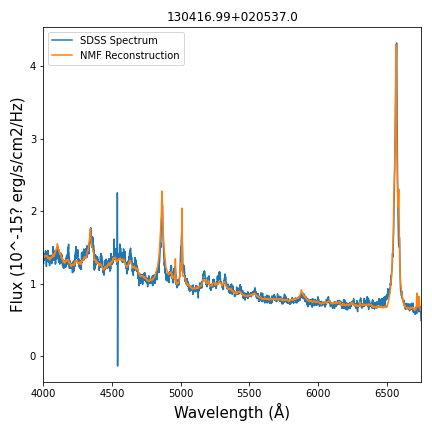 130416.99+020537.0
SDSS Spectrum
NMF Reconstruction
Flux (10^-15? erg/s/cm2/Hz)
4
3
2
1
0
4000 4500 5000 5500 6000 6500
Wavelength (Å)